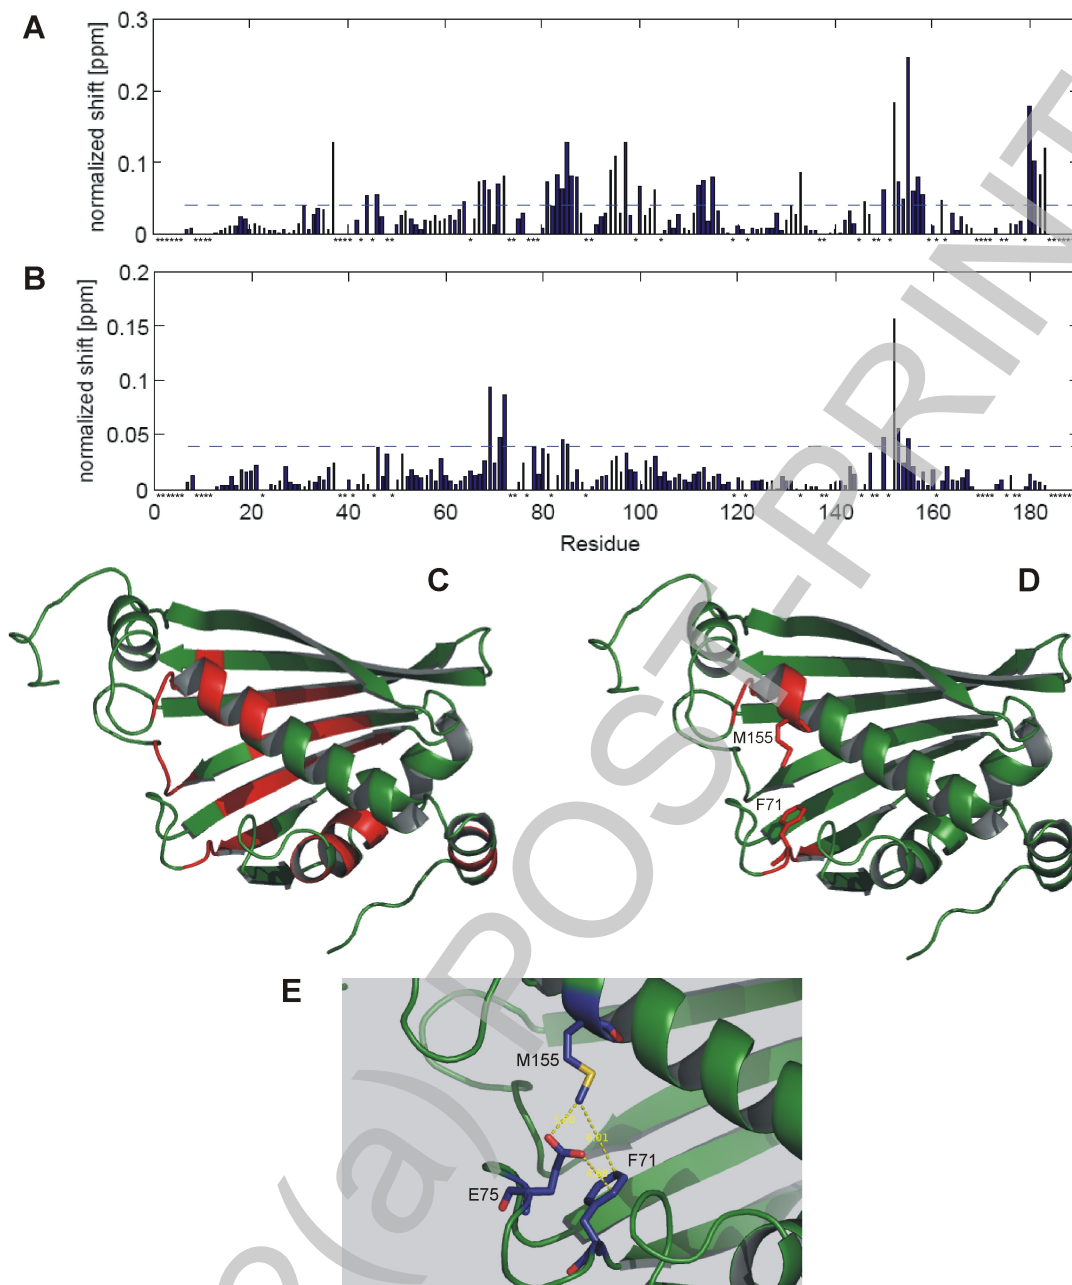 A
normalized shift [ppm]
0.3
0.2
0.1
0
B
normalized shift [ppm]
0.2
0.15
0.1
0.05
0
0 20 40 60 80 100 120 140 160 180
Residue
C
D
M155
F71
E
M155
F71
E75
P(a) POST-PRINT